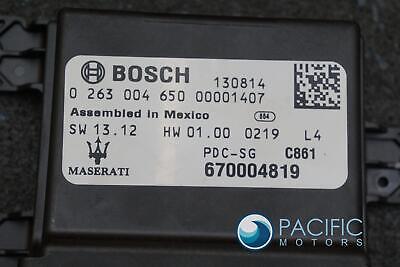 BOSCH 130814
0 263 004 650 00001407
Assembled in Mexico 884
SW 13.12 HW 01.00 0219 L4
PDC-SG C861
MASERATI 670004819
PACIFIC
MOTORS